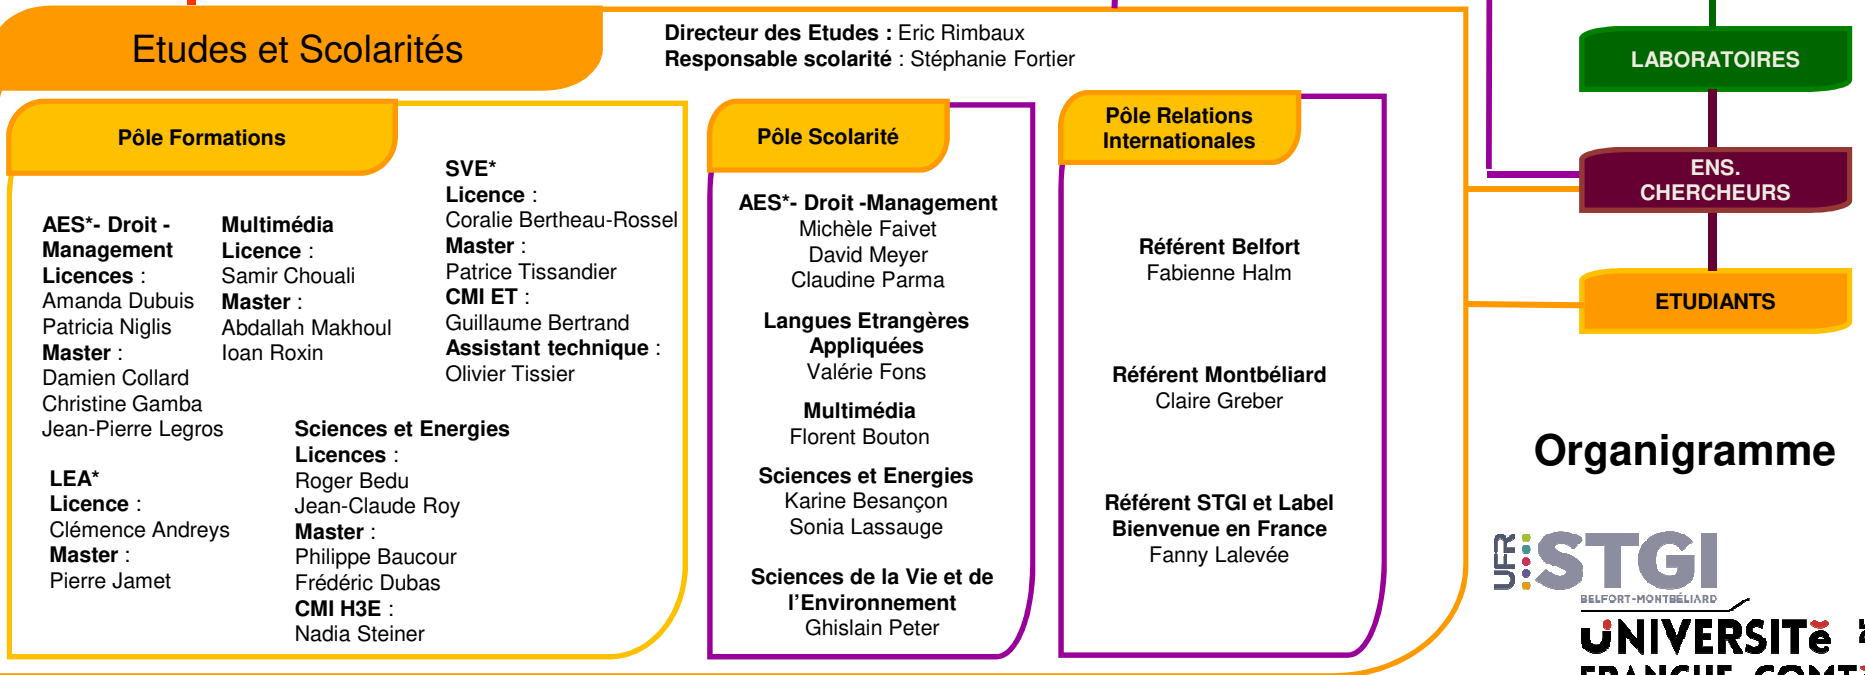 Etudes et Scolarités
Directeur des Etudes : Eric Rimbaux
Responsable scolarité : Stéphanie Fortier
Pôle Formations
AES*- Droit -
Management
Licences :
Amanda Dubuis
Patricia Niglis
Master :
Damien Collard
Christine Gamba
Jean-Pierre Legros
Multimédia
Licence :
Samir Chouali
Master :
Abdallah Makhoul
Ioan Roxin
SVE*
Licence :
Coralie Bertheau-Rossel
Master :
Patrice Tissandier
CMI ET :
Guillaume Bertrand
Assistant technique :
Olivier Tissier
LEA*
Licence :
Clémence Andreys
Master :
Pierre Jamet
Sciences et Energies
Licences :
Roger Bedu
Jean-Claude Roy
Master :
Philippe Baucour
Frédéric Dubas
CMI H3E :
Nadia Steiner
Pôle Scolarité
AES*- Droit -Management
Michèle Faivet
David Meyer
Claudine Parma
Langues Etrangères
Appliquées
Valérie Fons
Multimédia
Florent Bouton
Sciences et Energies
Karine Besançon
Sonia Lassauge
Sciences de la Vie et de
l'Environnement
Ghislain Peter
Pôle Relations
Internationales
Référent Belfort
Fabienne Halm
Référent Montbéliard
Claire Greber
Référent STGI et Label
Bienvenue en France
Fanny Lalevée
LABORATOIRES
ENS.
CHERCHEURS
ETUDIANTS
Organigramme
UFR STGI
BELFORT-MONTBÉLIARD
UNIVERSITĕ
FRANCHE-COMT